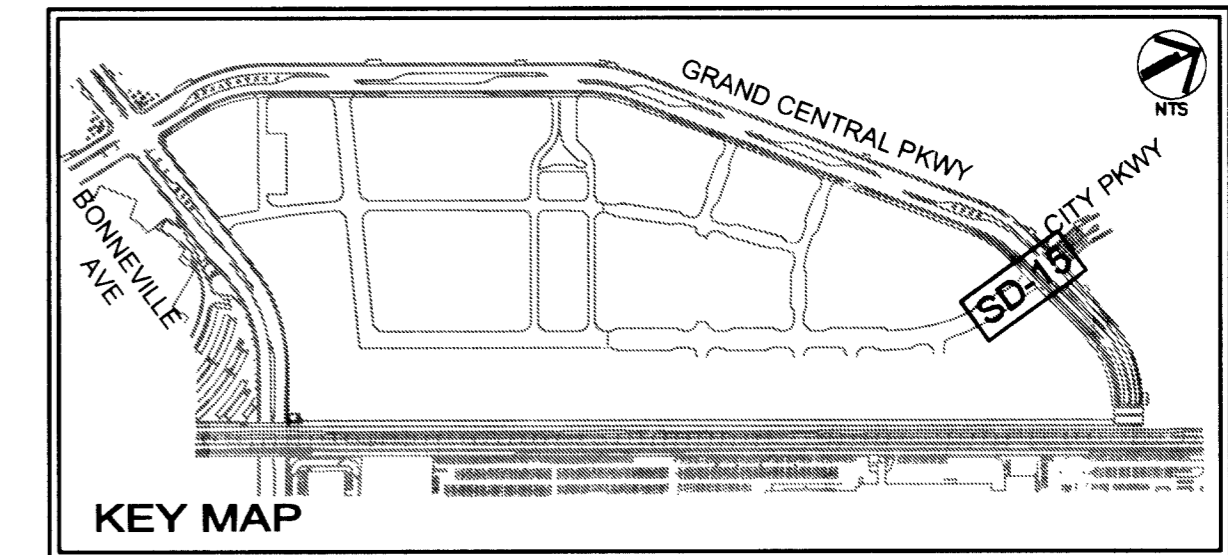 NTS
GRAND CENTRAL PKWY
CITY PKWY
BONNEVILLE
AVE
SD-15
KEY MAP